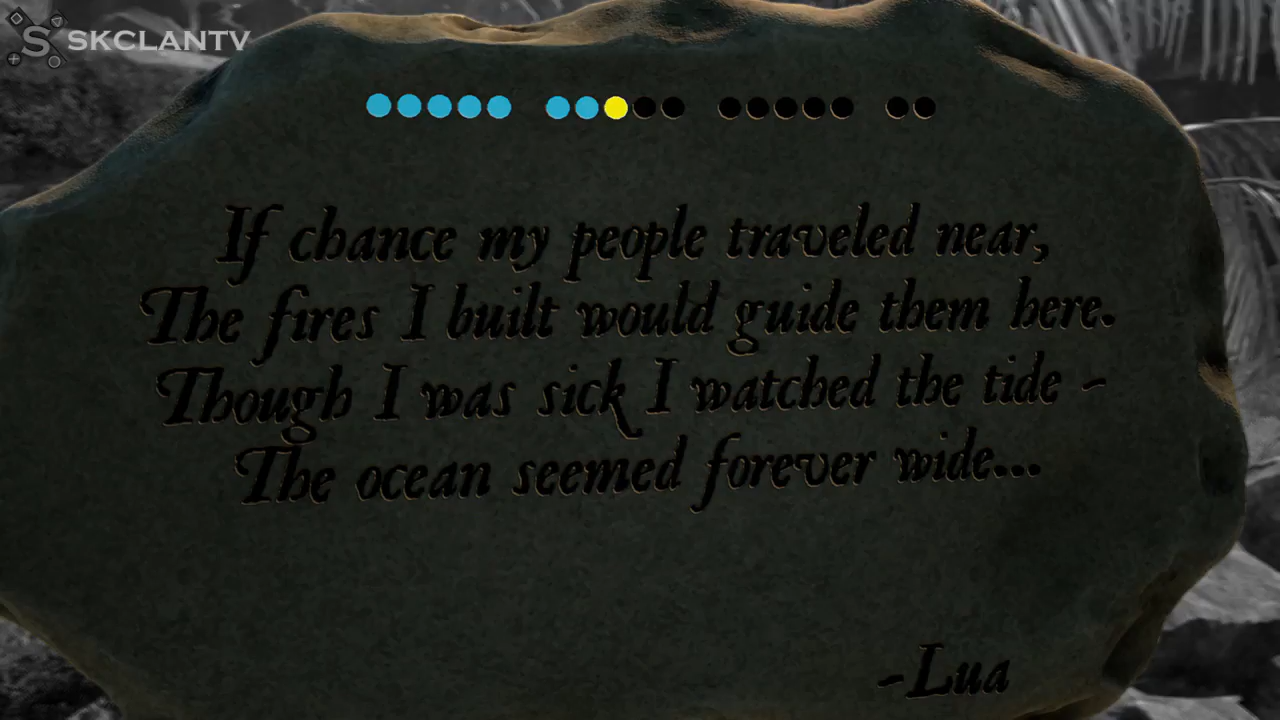 SKCLANTV
If chance my people traveled near,
The fires I built would guide them here.
Though I was sick I watched the tide -
The ocean seemed forever wide...
-Lua